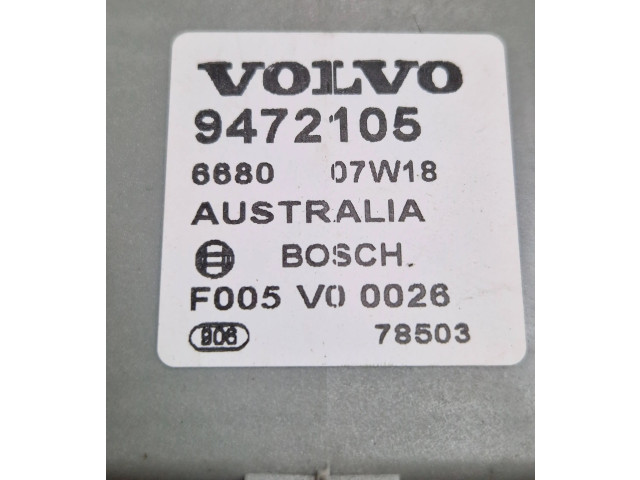 VOLVO
9472105
6680 07W18
AUSTRALIA
BOSCH.
F005 V0 0026
906 78503